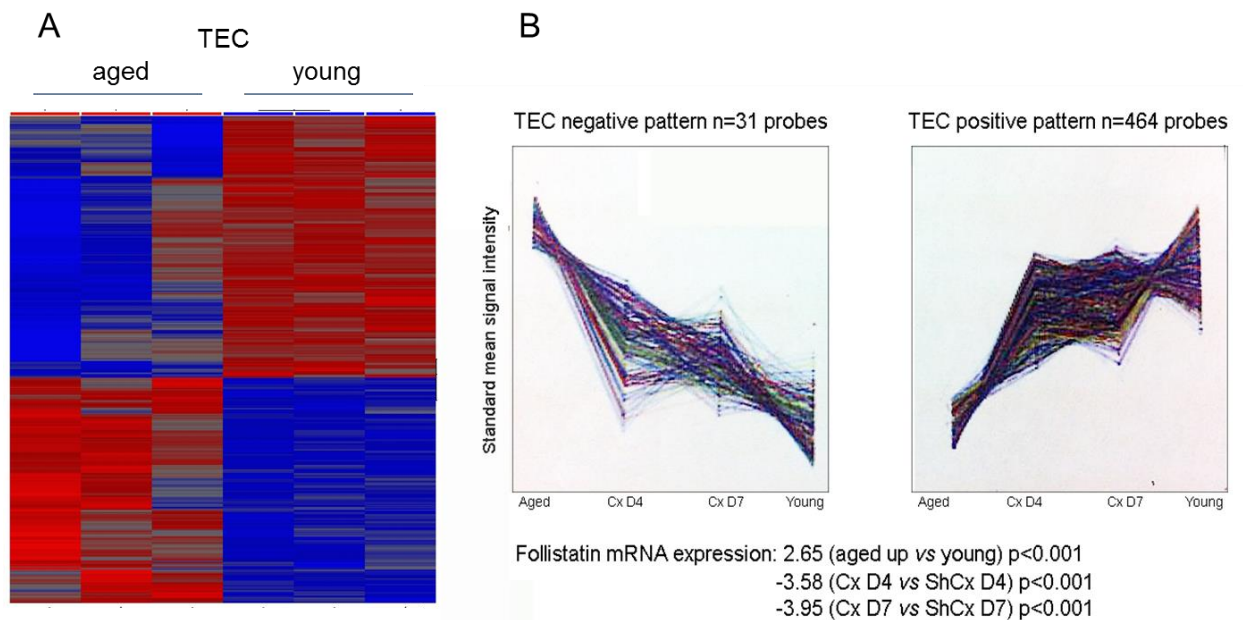 A
TEC
aged
young
B
TEC negative pattern n=31 probes
TEC positive pattern n=464 probes
Standard mean signal intensity
Aged Cx D4 Cx D7 Young
Aged Cx D4 Cx D7 Young
Follistatin mRNA expression: 2.65 (aged up vs young) p<0.001
-3.58 (Cx D4 vs ShCx D4) p<0.001
-3.95 (Cx D7 vs ShCx D7) p<0.001